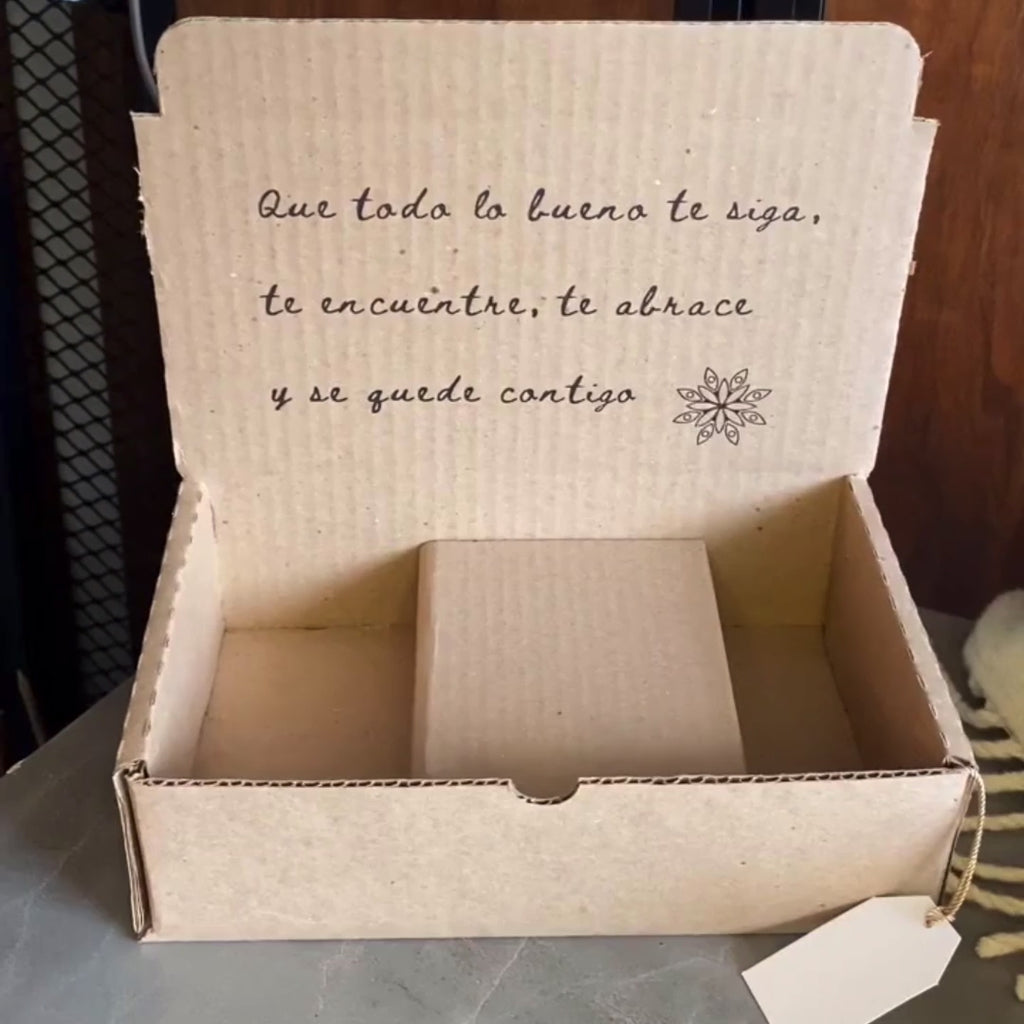 Que todo lo bueno te siga,
te encuentre, te abrace
y se quede contigo